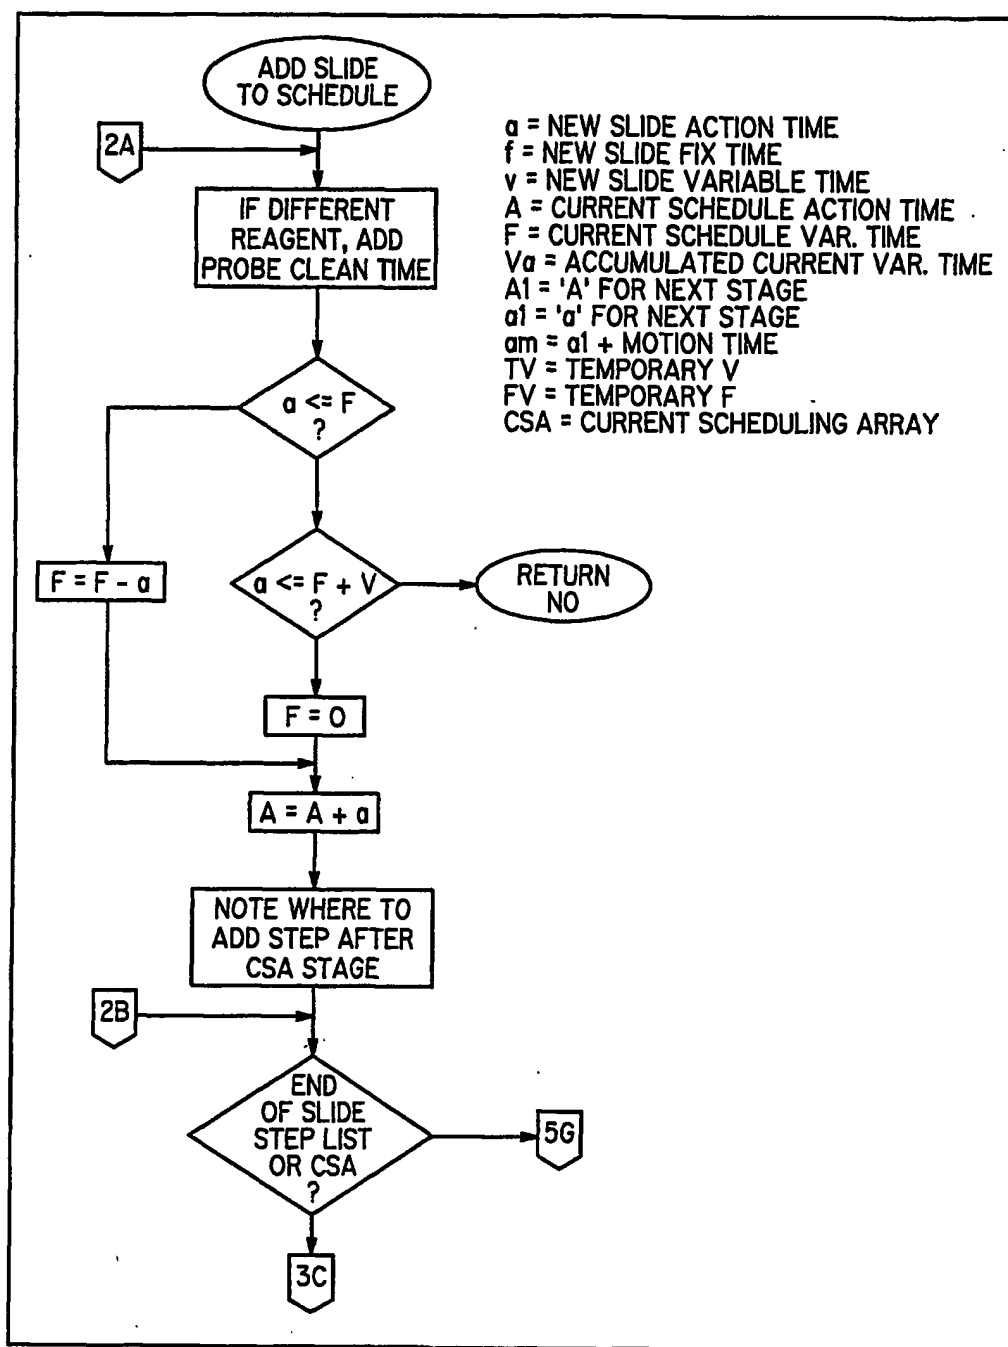 ADD SLIDE
TO SCHEDULE
2A
IF DIFFERENT
REAGENT, ADD
PROBE CLEAN TIME
a <= F
?
F = F - a
a <= F + V
?
RETURN
NO
F = 0
A = A + a
NOTE WHERE TO
ADD STEP AFTER
CSA STAGE
2B
END
OF SLIDE
STEP LIST
OR CSA
?
5G
3C
a = NEW SLIDE ACTION TIME
f = NEW SLIDE FIX TIME
v = NEW SLIDE VARIABLE TIME
A = CURRENT SCHEDULE ACTION TIME
F = CURRENT SCHEDULE VAR. TIME
Va = ACCUMULATED CURRENT VAR. TIME
A1 = 'A' FOR NEXT STAGE
a1 = 'a' FOR NEXT STAGE
am = a1 + MOTION TIME
TV = TEMPORARY V
FV = TEMPORARY F
CSA = CURRENT SCHEDULING ARRAY